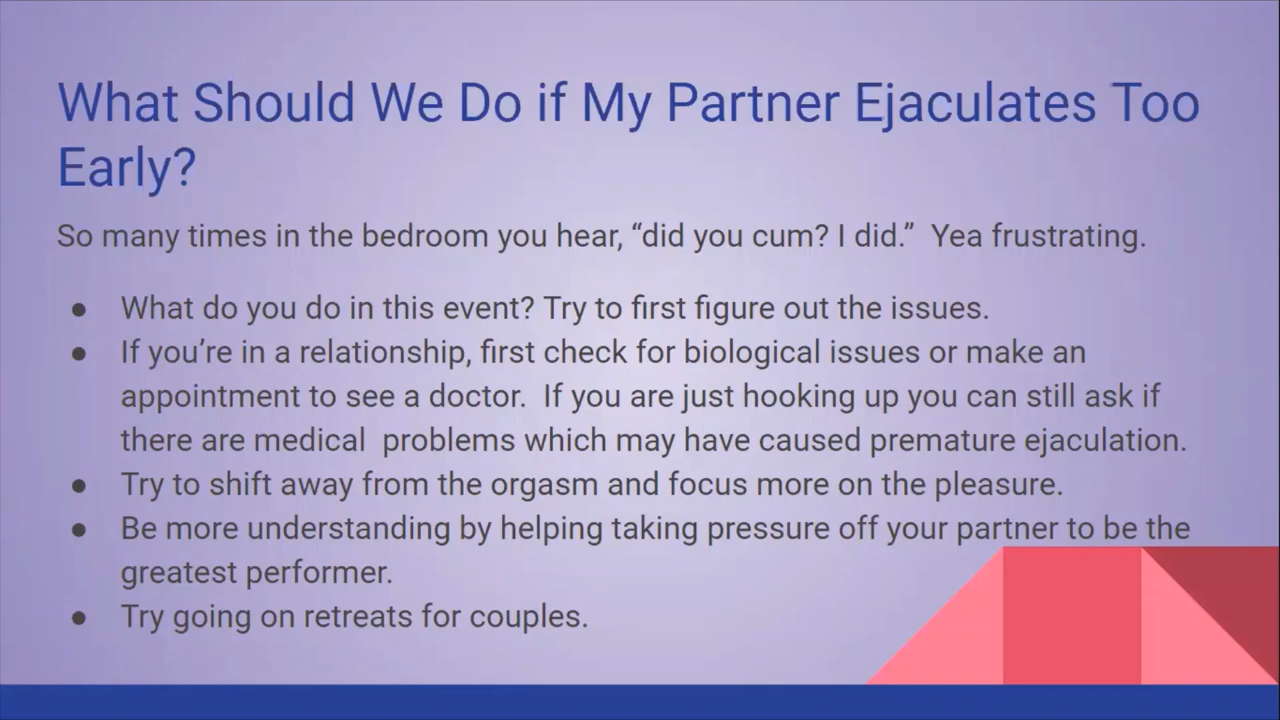 What Should We Do if My Partner Ejaculates Too
Early?
So many times in the bedroom you hear, “did you cum? I did.”  Yea frustrating.
● What do you do in this event? Try to first figure out the issues.
● If you’re in a relationship, first check for biological issues or make an
appointment to see a doctor.  If you are just hooking up you can still ask if
there are medical  problems which may have caused premature ejaculation.
● Try to shift away from the orgasm and focus more on the pleasure.
● Be more understanding by helping taking pressure off your partner to be the
greatest performer.
● Try going on retreats for couples.